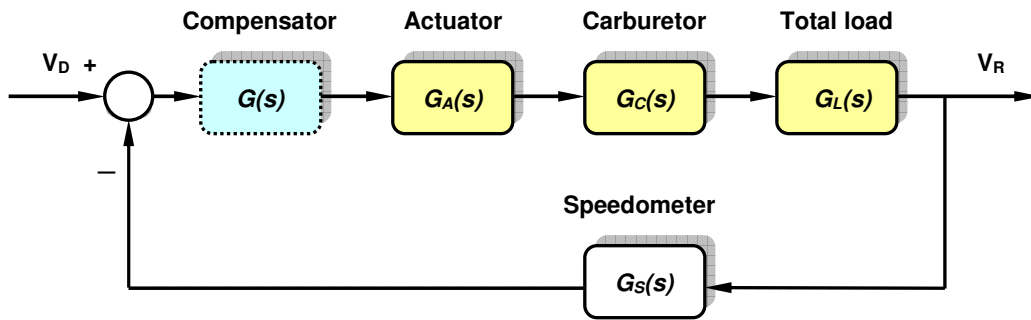 Compensator Actuator Carburetor Total load
V_D + V_R
G(s) G_A(s) G_C(s) G_L(s)
–
Speedometer
G_S(s)